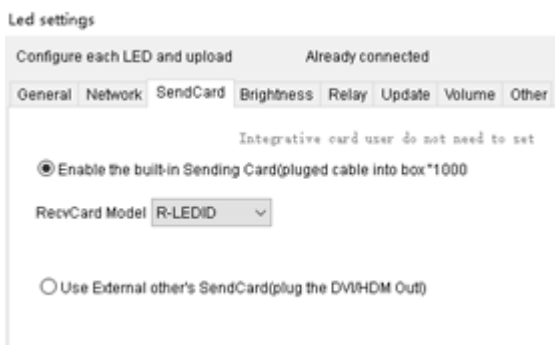 Led settings
Configure each LED and upload Already connected
General Network SendCard Brightness Relay Update Volume Other
Integrative card user do not need to set
Enable the built-in Sending Card(pluged cable into box"1000
RecvCard Model R-LEDID
Use External other's SendCard(plug the DVI/HDM Outl)